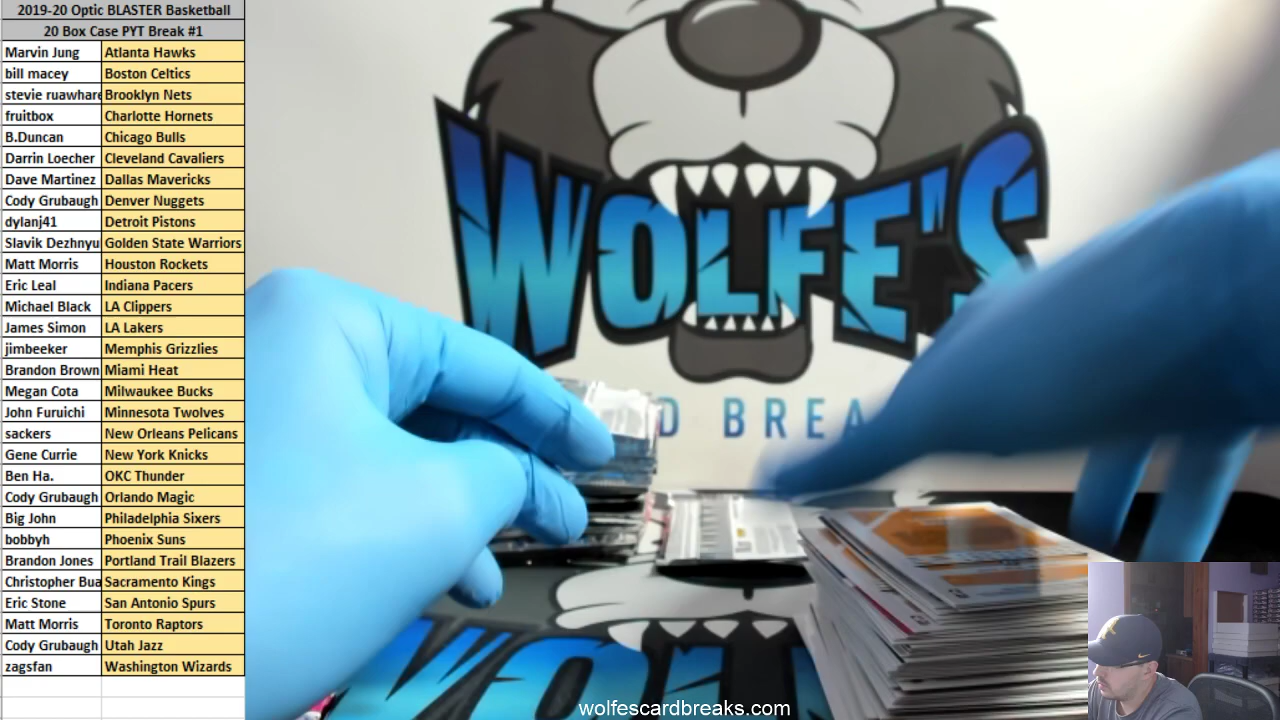 2019-20 Optic BLASTER Basketball
20 Box Case PYT Break #1
Marvin Jung Atlanta Hawks
bill macey Boston Celtics
stevie ruawhare Brooklyn Nets
fruitbox Charlotte Hornets
B.Duncan Chicago Bulls
Darrin Loecher Cleveland Cavaliers
Dave Martinez Dallas Mavericks
Cody Grubaugh Denver Nuggets
dylanj41 Detroit Pistons
Slavik Dezhnyu Golden State Warriors
Matt Morris Houston Rockets
Eric Leal Indiana Pacers
Michael Black LA Clippers
James Simon LA Lakers
jimbeeker Memphis Grizzlies
Brandon Brown Miami Heat
Megan Cota Milwaukee Bucks
John Furuichi Minnesota Twolves
sackers New Orleans Pelicans
Gene Currie New York Knicks
Ben Ha. OKC Thunder
Cody Grubaugh Orlando Magic
Big John Philadelphia Sixers
bobbyh Phoenix Suns
Brandon Jones Portland Trail Blazers
Christopher Bua Sacramento Kings
Eric Stone San Antonio Spurs
Matt Morris Toronto Raptors
Cody Grubaugh Utah Jazz
zagsfan Washington Wizards
WOLFE'S
D BREA
WOL
wolfescardbreaks.com